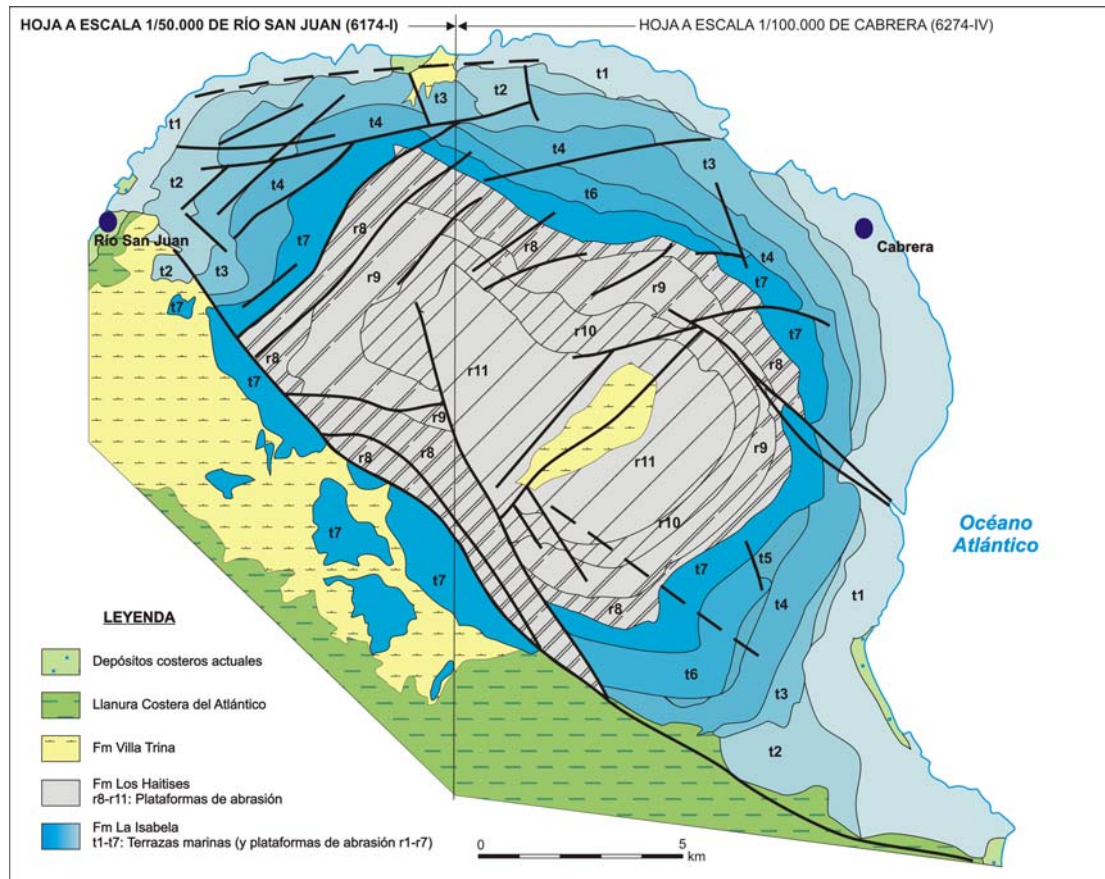 HOJA A ESCALA 1/50.000 DE RÍO SAN JUAN (6174-I)
HOJA A ESCALA 1/100.000 DE CABRERA (6274-IV)
t1
t2
t3
t1
t4
t4
t3
t2
t4
t6
Río San Juan
t7
r8
Cabrera
t2
t3
r9
r9
t4
t7
t7
r10
t7
r8
r8
t7
r11
r9
r9
r8
r8
r11
r10
Océano
Atlántico
t7
t5
t7
t7
t1
t4
r8
LEYENDA
Depósitos costeros actuales
t6
t3
Llanura Costera del Atlántico
t2
Fm Villa Trina
Fm Los Haitises
r8-r11: Plataformas de abrasión
Fm La Isabela
t1-t7: Terrazas marinas (y plataformas de abrasión r1-r7)
0 5
km